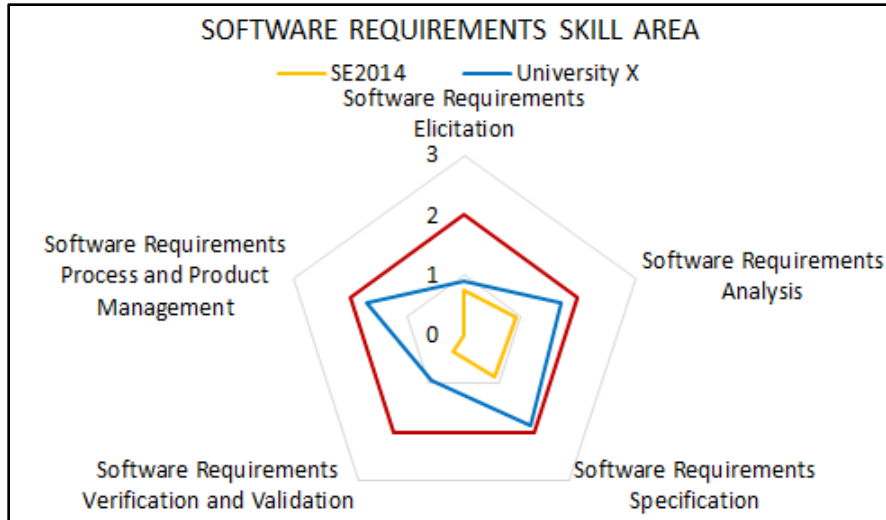 SOFTWARE REQUIREMENTS SKILL AREA
SE2014 University X
Software Requirements
Elicitation
3
2
1
0
Software Requirements
Process and Product
Management
Software Requirements
Analysis
Software Requirements
Verification and Validation
Software Requirements
Specification